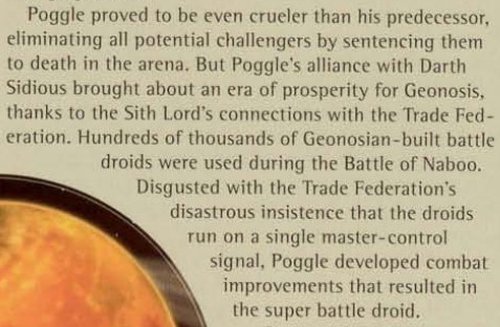 Poggle proved to be even crueler than his predecessor,
eliminating all potential challengers by sentencing them
to death in the arena. But Poggle's alliance with Darth
Sidious brought about an era of prosperity for Geonosis,
thanks to the Sith Lord's connections with the Trade Fed-
eration. Hundreds of thousands of Geonosian-built battle
droids were used during the Battle of Naboo.
Disgusted with the Trade Federation's
disastrous insistence that the droids
run on a single master-control
signal, Poggle developed combat
improvements that resulted in
the super battle droid.